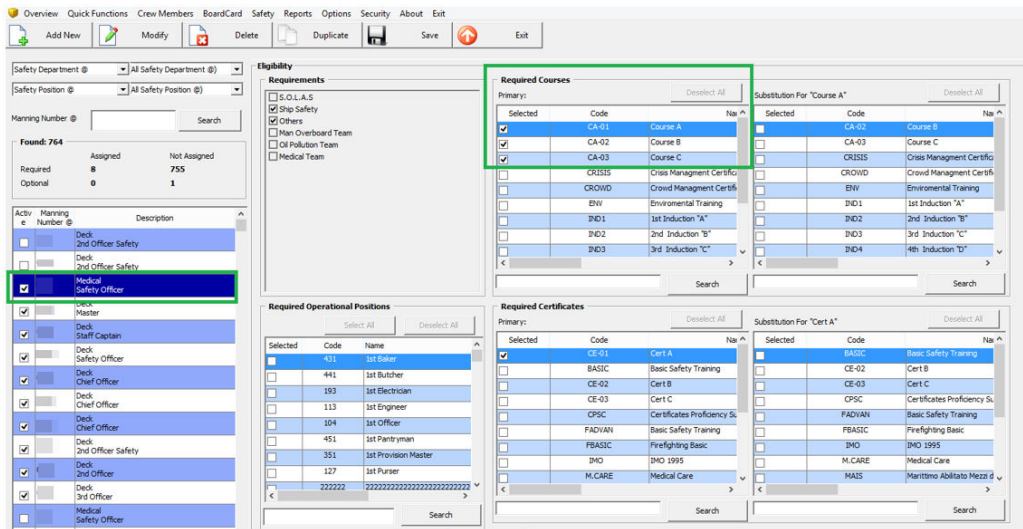 Overview Quick Functions Crew Members BoardCard Safety Reports Options Security About Exit
Add New Modify Delete Duplicate Save Exit
Safety Department @ All Safety Department @)
Safety Position @ All Safety Position @)
Manning Number @ Search
Found: 764
Assigned Not Assigned
Required 8 755
Optional 0 1
Activ e Manning Number @ Description
Deck
2nd Officer Safety
Deck
2nd Officer Safety
Medical
Safety Officer
Deck
Master
Deck
Staff Captain
Deck
Safety Officer
Deck
Chief Officer
Deck
Chief Officer
Deck
Chief Officer
Deck
2nd Officer Safety
Deck
2nd Officer
Deck
3rd Officer
Medical
Safety Officer
Eligibility
Requirements
S.O.L.A.S
Ship Safety
Others
Man Overboard Team
Oil Pollution Team
Medical Team
Required Operational Positions
Select All Deselect All
Selected Code Name
431 1st Baker
441 1st Butcher
193 1st Electrician
113 1st Engineer
104 1st Officer
451 1st Pantryman
351 1st Provision Master
127 1st Purser
Search
Required Courses
Primary: Deselect All
Selected Code Nar
CA-01 Course A
CA-02 Course B
CA-03 Course C
CRISIS Crisis Managment Certifica
CROWD Crowd Managment Certifi
ENV Enviromental Training
IND1 1st Induction "A"
IND2 2nd Induction "B"
IND3 3rd Induction "C"
Search
Substitution For "Course A" Deselect All
Selected Code Nar
CA-02 Course B
CA-03 Course C
CRISIS Crisis Managment Certifica
CROWD Crowd Managment Certifi
ENV Enviromental Training
IND1 1st Induction "A"
IND2 2nd Induction "B"
IND3 3rd Induction "C"
IND4 4th Induction "D"
Search
Required Certificates
Primary: Deselect All
Selected Code Nar
CE-01 Cert A
BASIC Basic Safety Training
CE-02 Cert B
CE-03 Cert C
CPSC Certificates Proficiency Su
FADVAN Basic Safety Training
FBASIC Firefighting Basic
IMO IMO 1995
M.CARE Medical Care
Search
Substitution For "Cert A" Deselect All
Selected Code Nar
BASIC Basic Safety Training
CE-02 Cert B
CE-03 Cert C
CPSC Certificates Proficiency Su
FADVAN Basic Safety Training
FBASIC Firefighting Basic
IMO IMO 1995
M.CARE Medical Care
MAIS Marittimo Abilitato Mezzi d
Search